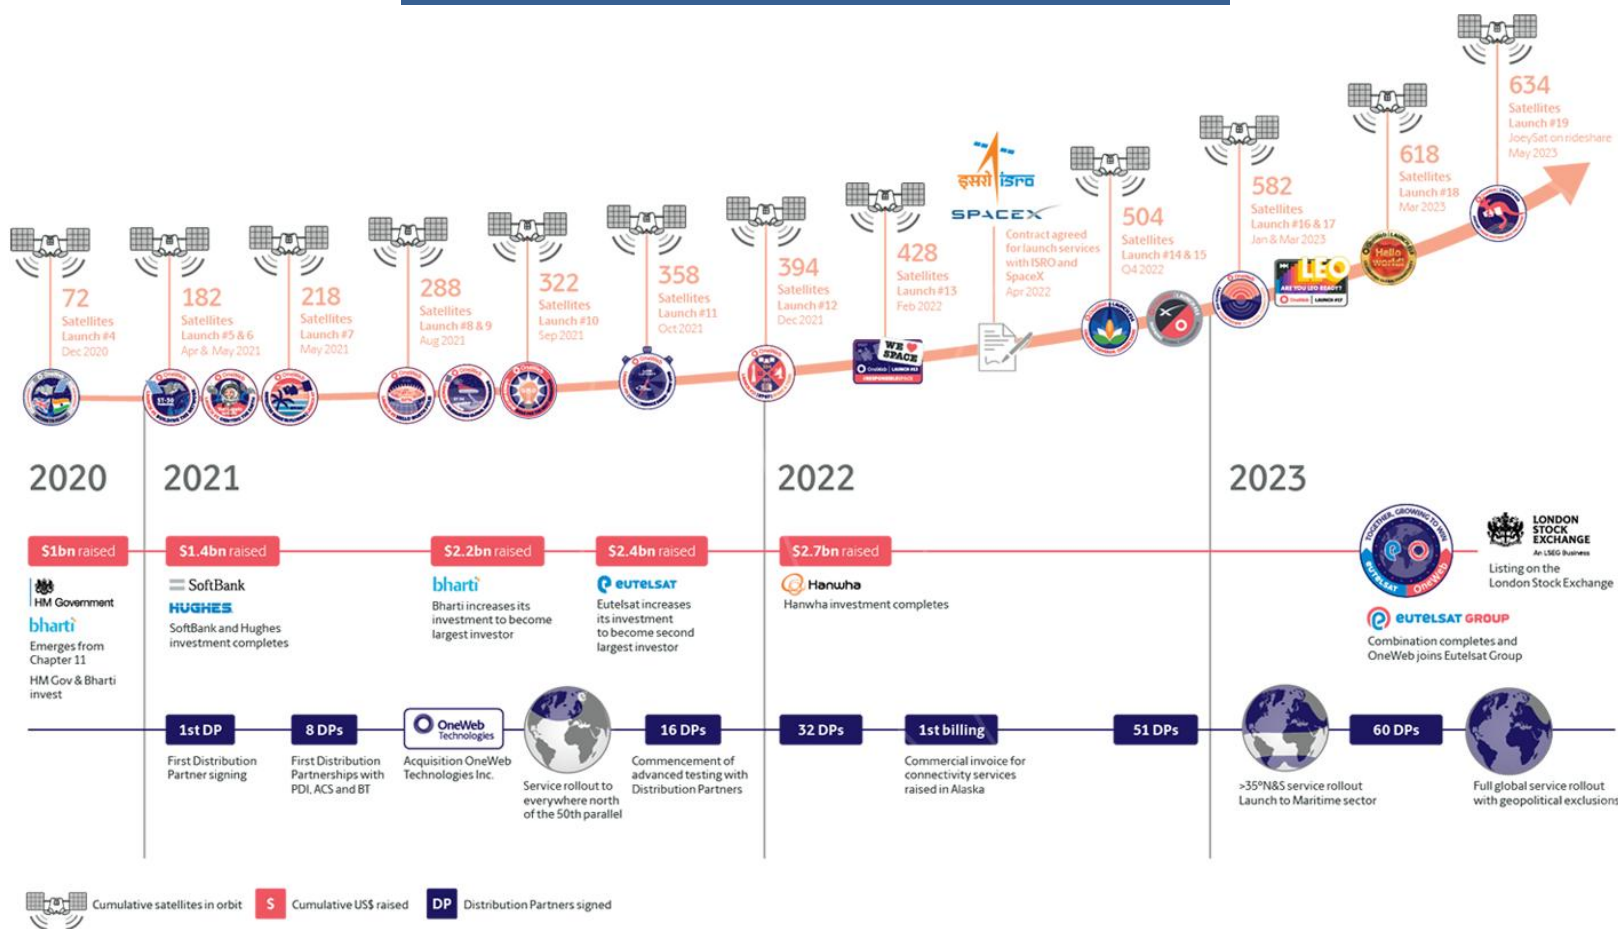 72
Satellites
Launch #4
Dec 2020
182
Satellites
Launch #5 & 6
Apr & May 2021
218
Satellites
Launch #7
May 2021
288
Satellites
Launch #8 & 9
Aug 2021
322
Satellites
Launch #10
Sep 2021
358
Satellites
Launch #11
Oct 2021
394
Satellites
Launch #12
Dec 2021
428
Satellites
Launch #13
Feb 2022
इसरो isro
SPACEX
Contract agreed
for launch services
with ISRO and
SpaceX
Apr 2022
504
Satellites
Launch #14 & 15
Q4 2022
582
Satellites
Launch #16 & 17
Jan & Mar 2023
618
Satellites
Launch #18
Mar 2023
634
Satellites
Launch #19
JoeySat on rideshare
May 2023
WE
SPACE
OneWeb LAUNCH #13
LEO
ARE YOU LEO READY?
OneWeb LAUNCH #17
Hello
world!
2020
2021
2022
2023
$1bn raised
HM Government
bharti
Emerges from
Chapter 11
HM Gov & Bharti
invest
$1.4bn raised
SoftBank
HUGHES
SoftBank and Hughes
investment completes
$2.2bn raised
bharti
Bharti increases its
investment to become
largest investor
$2.4bn raised
eutelsat
Eutelsat increases
its investment
to become second
largest investor
$2.7bn raised
Hanwha
Hanwha investment completes
TOGETHER, GROWING TO WIN
EUTELSAT OneWeb
EUTELSAT GROUP
Combination completes and
OneWeb joins Eutelsat Group
LONDON
STOCK
EXCHANGE
An LSEG Business
Listing on the
London Stock Exchange
1st DP
First Distribution
Partner signing
8 DPs
First Distribution
Partnerships with
PDI, ACS and BT
OneWeb
Technologies
Acquisition OneWeb
Technologies Inc.
Service rollout to
everywhere north
of the 50th parallel
16 DPs
Commencement of
advanced testing with
Distribution Partners
32 DPs
1st billing
Commercial invoice for
connectivity services
raised in Alaska
51 DPs
>35°N&S service rollout
Launch to Maritime sector
60 DPs
Full global service rollout
with geopolitical exclusions
Cumulative satellites in orbit
$ Cumulative US$ raised
DP Distribution Partners signed